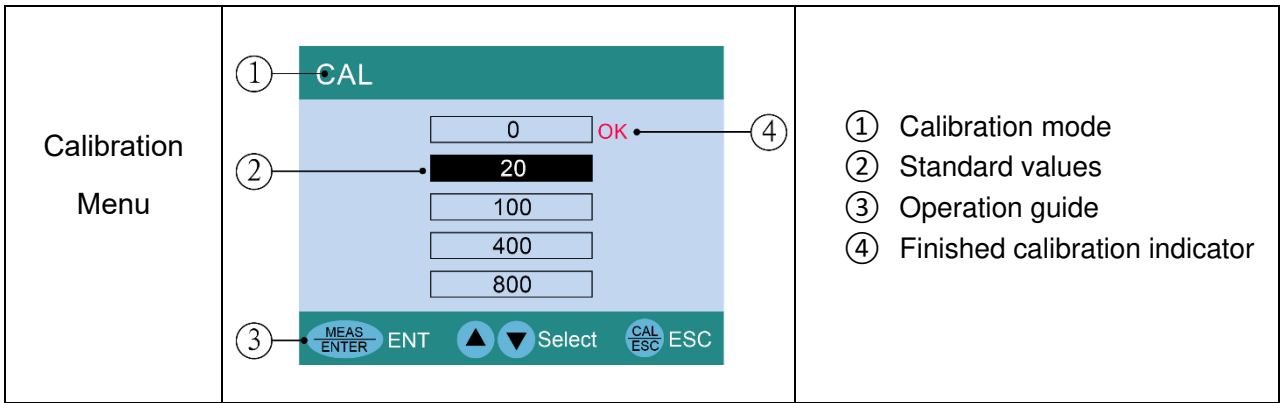 Calibration
Menu
① CAL
0 OK ④
② 20
100
400
800
③ MEAS
ENTER ENT ▲ ▼ Select CAL
ESC ESC
① Calibration mode
② Standard values
③ Operation guide
④ Finished calibration indicator